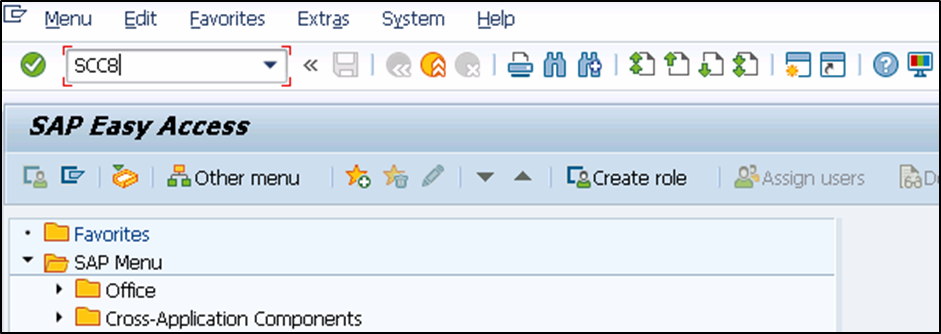 Menu Edit Favorites Extras System Help
SCC8
SAP Easy Access
Other menu Create role Assign users
Favorites
SAP Menu
Office
Cross-Application Components